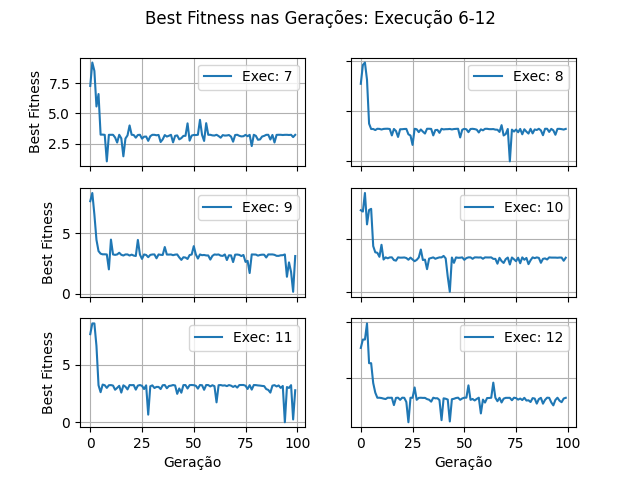 Best Fitness nas Gerações: Execução 6-12
Best Fitness
7.5
5.0
2.5
Exec: 7
Exec: 8
Best Fitness
5
0
Exec: 9
Exec: 10
Best Fitness
5
0
Exec: 11
Exec: 12
0 25 50 75 100
0 25 50 75 100
Geração
Geração